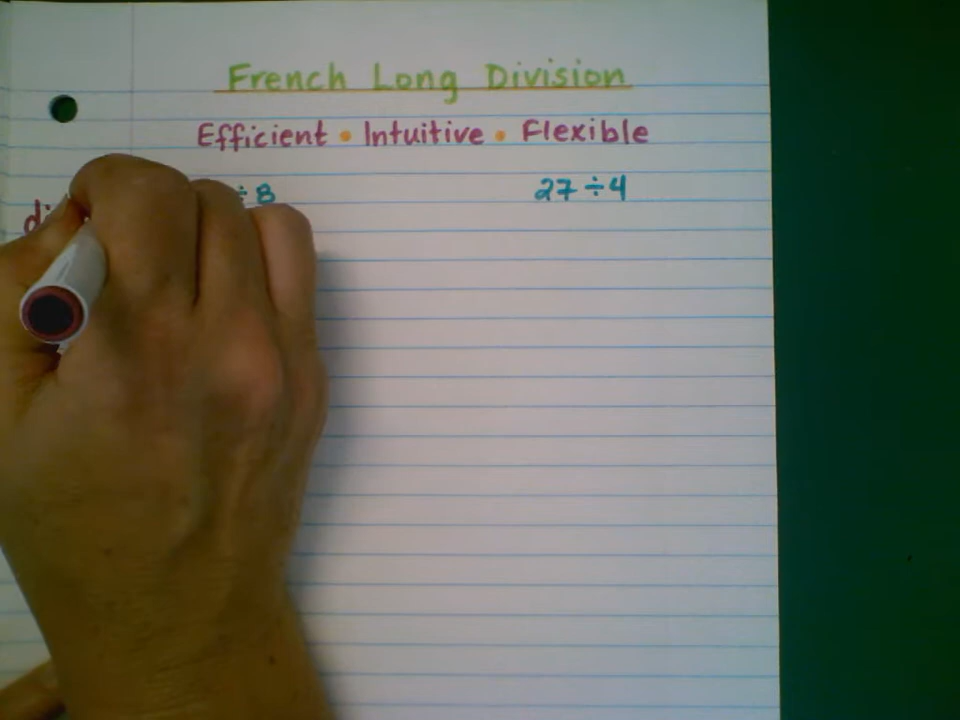 French Long Division
Efficient • Intuitive • Flexible
÷ 8
27 ÷ 4